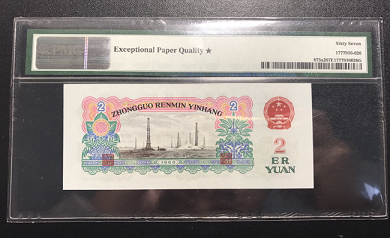 Exceptional Paper Quality ★
Sixty Seven
2
ZHONGGUO RENMIN YINHANG
2
1960
2
ER
YUAN